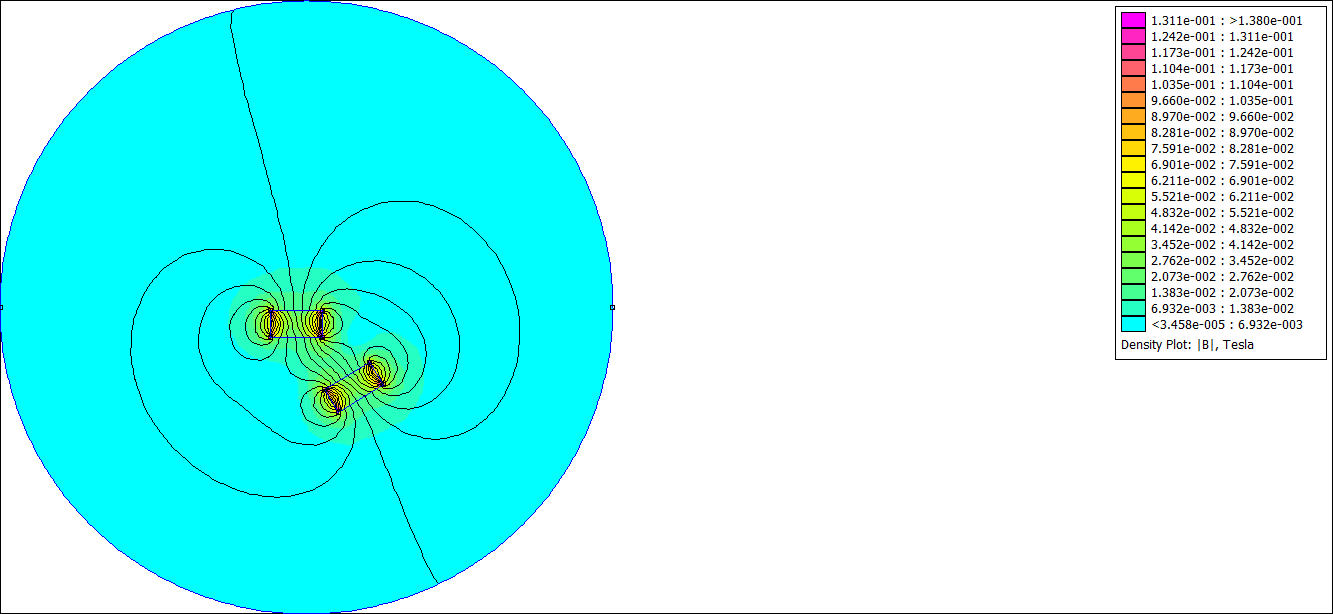 1.311e-001 : >1.380e-001
1.242e-001 : 1.311e-001
1.173e-001 : 1.242e-001
1.104e-001 : 1.173e-001
1.035e-001 : 1.104e-001
9.660e-002 : 1.035e-001
8.970e-002 : 9.660e-002
8.281e-002 : 8.970e-002
7.591e-002 : 8.281e-002
6.901e-002 : 7.591e-002
6.211e-002 : 6.901e-002
5.521e-002 : 6.211e-002
4.832e-002 : 5.521e-002
4.142e-002 : 4.832e-002
3.452e-002 : 4.142e-002
2.762e-002 : 3.452e-002
2.073e-002 : 2.762e-002
1.383e-002 : 2.073e-002
6.932e-003 : 1.383e-002
<3.458e-005 : 6.932e-003
Density Plot: |B|, Tesla